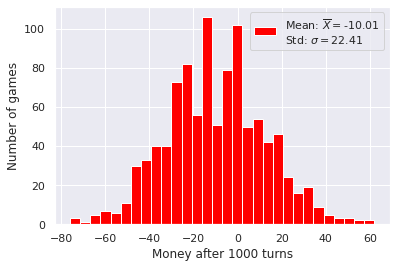 Mean: X̅ = -10.01
Std: σ = 22.41
Number of games
100
80
60
40
20
0
−80 −60 −40 −20 0 20 40 60
Money after 1000 turns